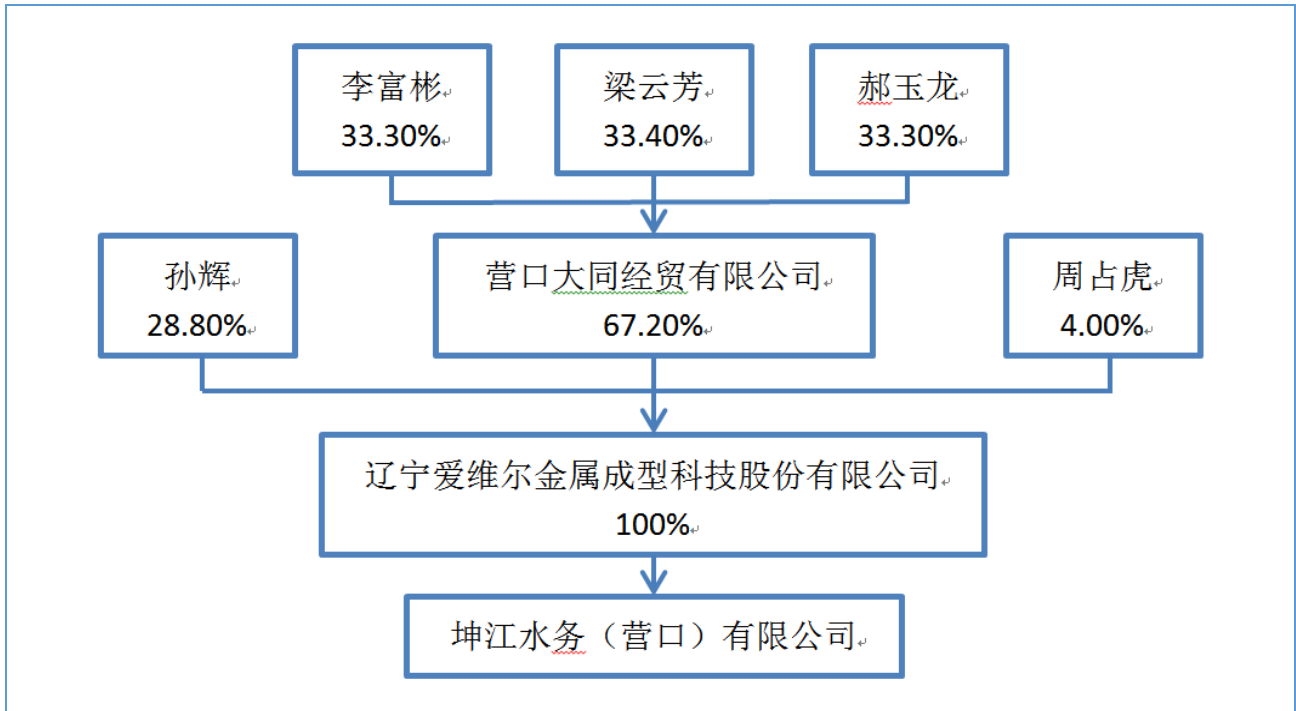 李富彬
33.30%
梁云芳
33.40%
郝玉龙
33.30%
孙辉
28.80%
营口大同经贸有限公司
67.20%
周占虎
4.00%
辽宁爱维尔金属成型科技股份有限公司
100%
坤江水务（营口）有限公司